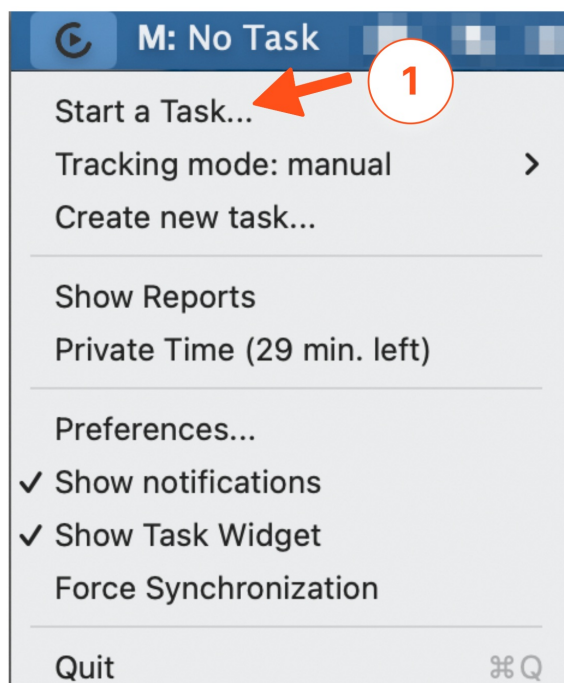 M: No Task
1
Start a Task...
Tracking mode: manual
Create new task...
Show Reports
Private Time (29 min. left)
Preferences...
✓ Show notifications
✓ Show Task Widget
Force Synchronization
Quit ⌘Q